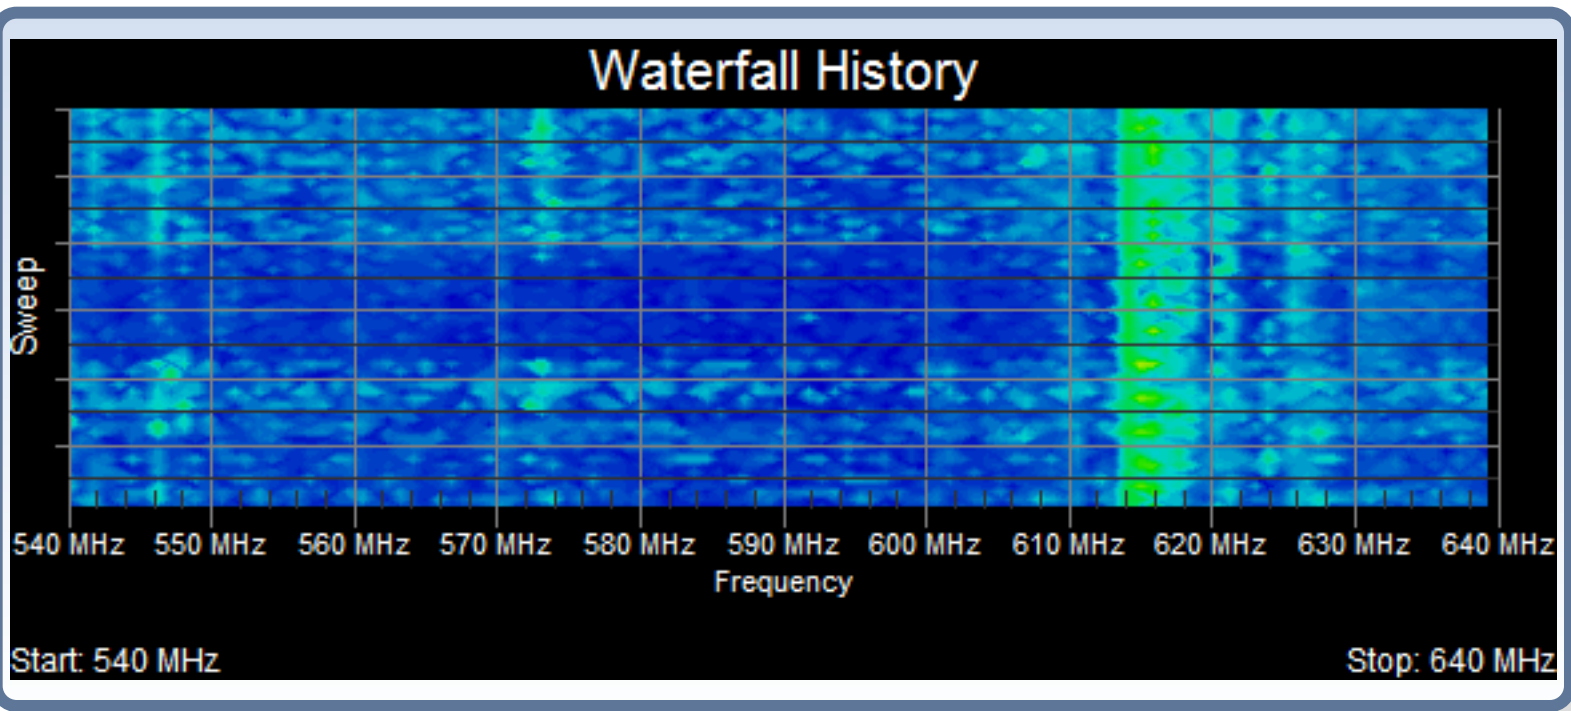 Waterfall History
Sweep
540 MHz 550 MHz 560 MHz 570 MHz 580 MHz 590 MHz 600 MHz 610 MHz 620 MHz 630 MHz 640 MHz
Frequency
Start: 540 MHz
Stop: 640 MHz